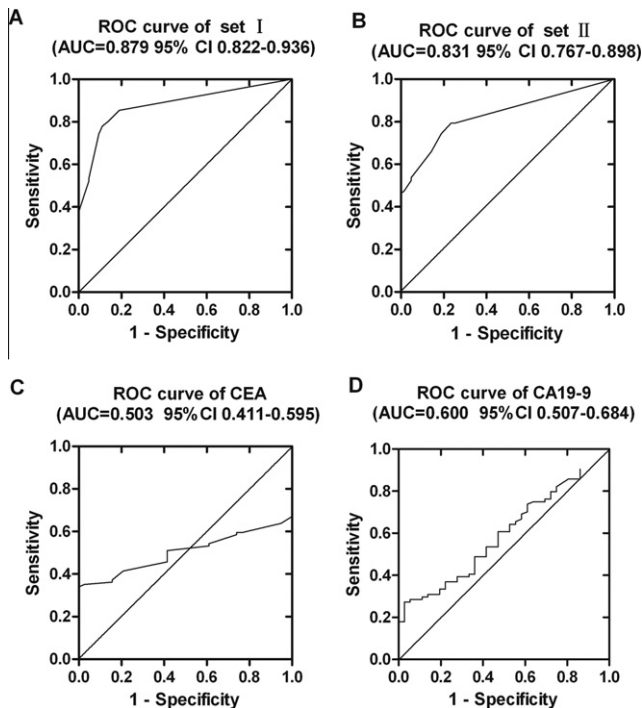 A
ROC curve of set Ⅰ
(AUC=0.879 95% CI 0.822-0.936)
1.0
0.8
0.6
0.4
0.2
0.0
Sensitivity
0.0 0.2 0.4 0.6 0.8 1.0
1 - Specificity
B
ROC curve of set Ⅱ
(AUC=0.831 95% CI 0.767-0.898)
1.0
0.8
0.6
0.4
0.2
0.0
Sensitivity
0.0 0.2 0.4 0.6 0.8 1.0
1 - Specificity
C
ROC curve of CEA
(AUC=0.503 95%CI 0.411-0.595)
1.0
0.8
0.6
0.4
0.2
0.0
Sensitivity
0.0 0.2 0.4 0.6 0.8 1.0
1 - Specificity
D
ROC curve of CA19-9
(AUC=0.600 95%CI 0.507-0.684)
1.0
0.8
0.6
0.4
0.2
0.0
Sensitivity
0.0 0.2 0.4 0.6 0.8 1.0
1 - Specificity